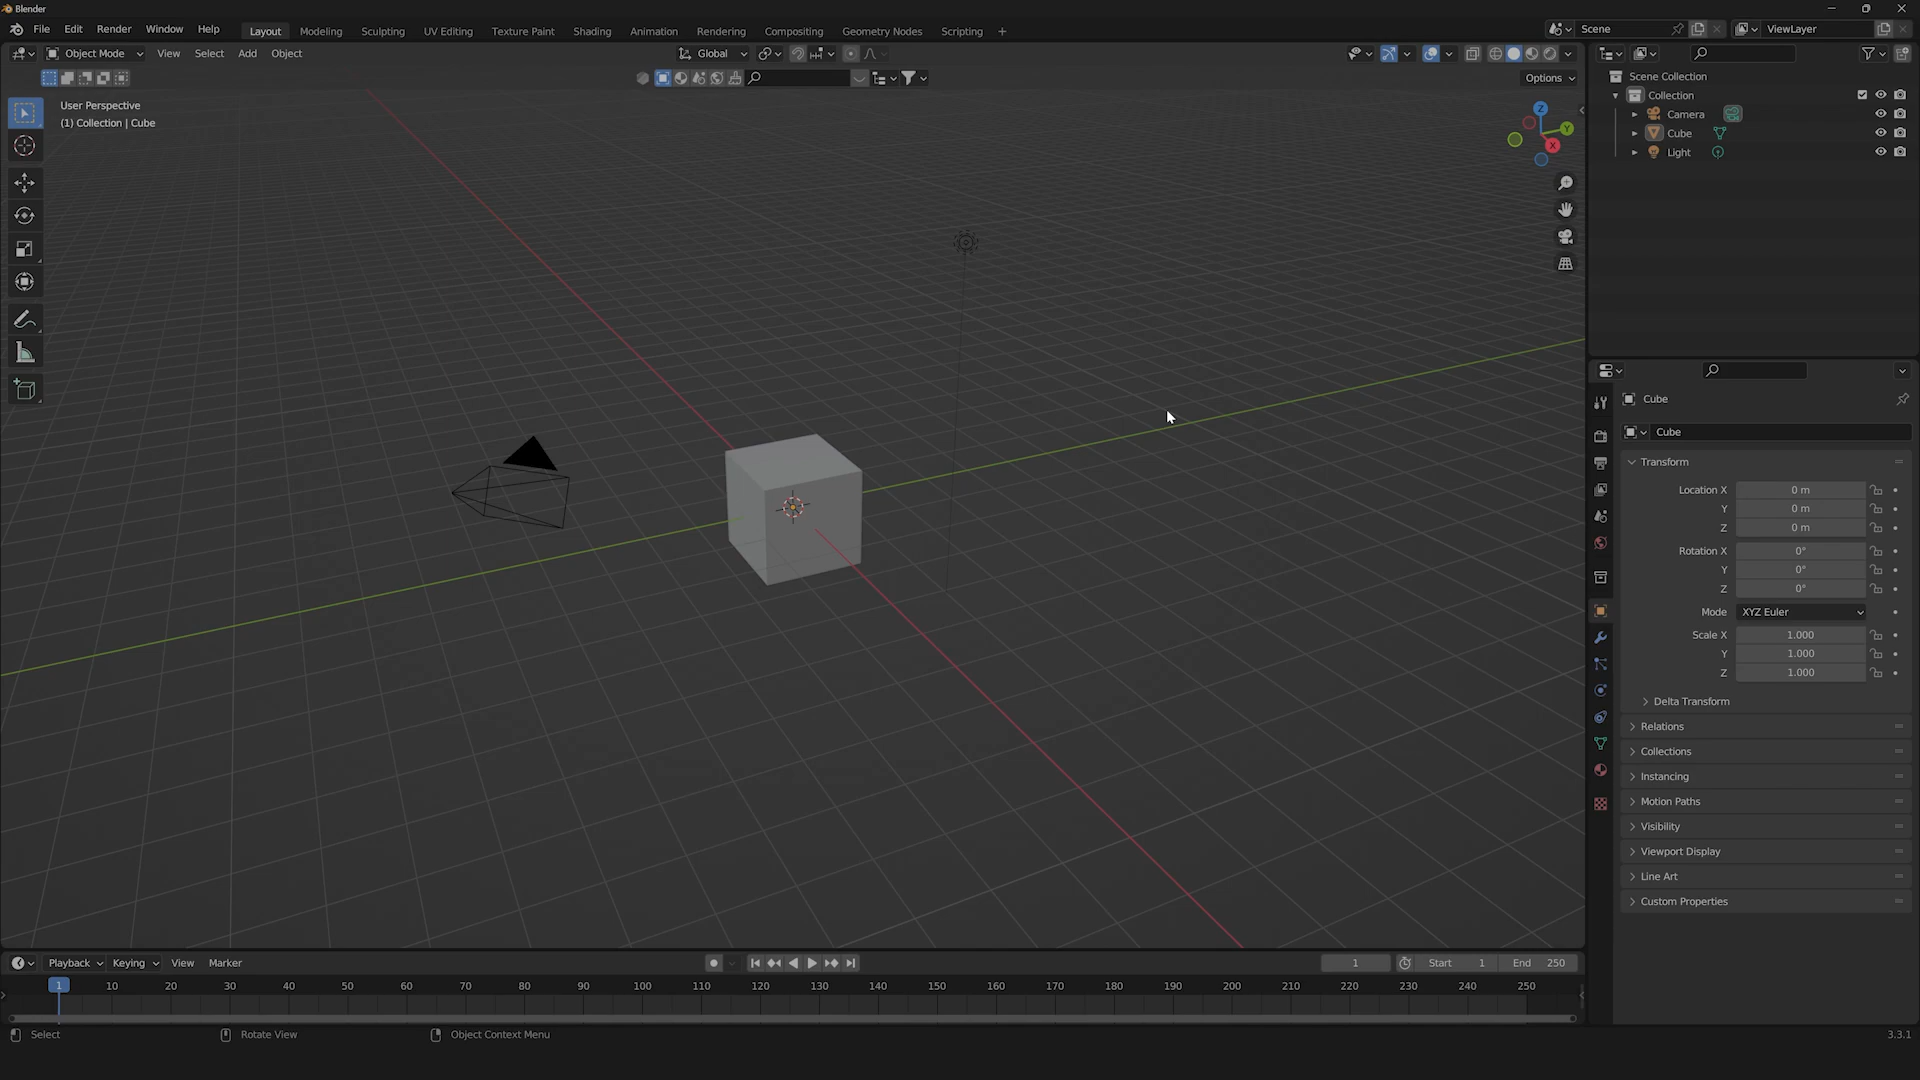 Blender
File Edit Render Window Help Layout Modeling Sculpting UV Editing Texture Paint Shading Animation Rendering Compositing Geometry Nodes Scripting + Scene ViewLayer
Object Mode View Select Add Object Global
Options
User Perspective
(1) Collection | Cube
Z
Y
X
Scene Collection
Collection
Camera
Cube
Light
Cube
Cube
Transform
Location X 0 m
Y 0 m
Z 0 m
Rotation X 0°
Y 0°
Z 0°
Mode XYZ Euler
Scale X 1.000
Y 1.000
Z 1.000
Delta Transform
Relations
Collections
Instancing
Motion Paths
Visibility
Viewport Display
Line Art
Custom Properties
Playback Keying View Marker 1 Start 1 End 250
1 10 20 30 40 50 60 70 80 90 100 110 120 130 140 150 160 170 180 190 200 210 220 230 240 250
Select Rotate View Object Context Menu 3.3.1